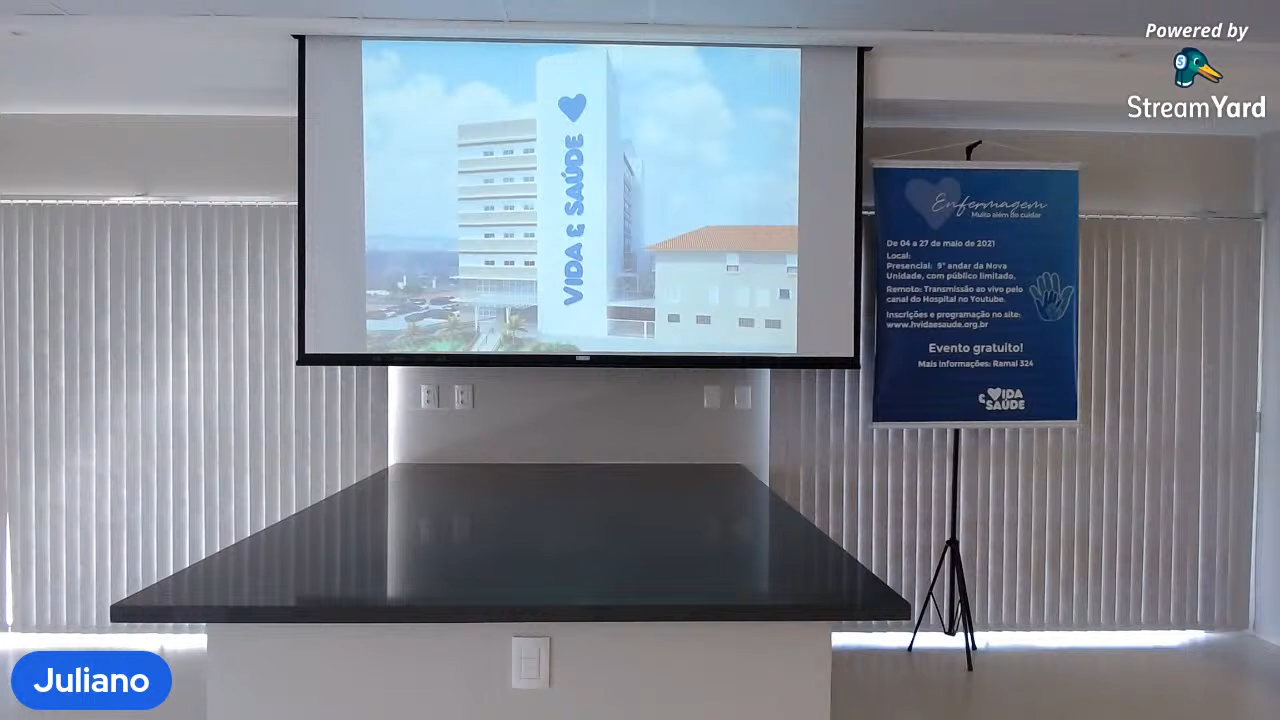 Powered by
StreamYard
VIDA E SAÚDE
Enfermagem
Muito além do cuidar
De 04 a 27 de maio de 2021
Local:
Presencial: 9º andar da Nova
Unidade, com público limitado.
Remoto: Transmissão ao vivo pelo
canal do Hospital no Youtube.
Inscrições e programação no site:
www.hvidaesaude.org.br
Evento gratuito!
Mais informações: Ramal 324
VIDA
E SAÚDE
Juliano